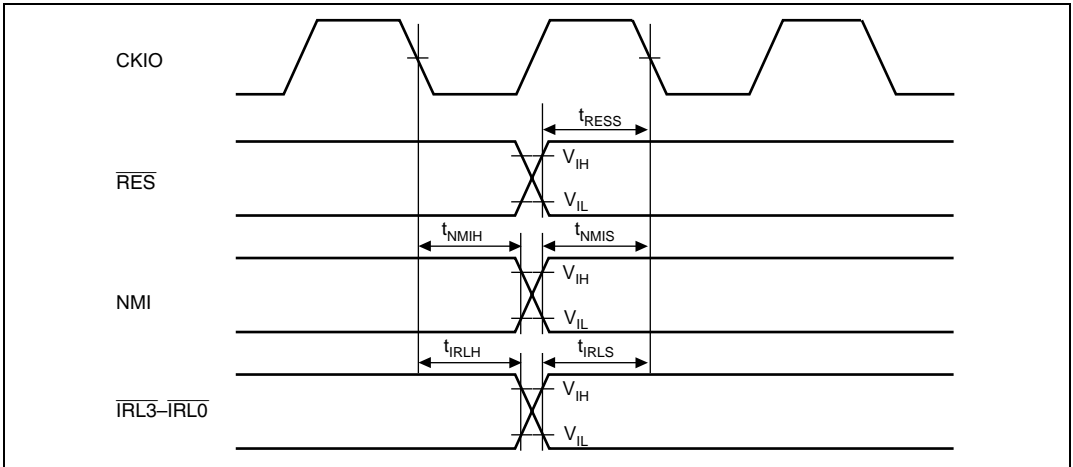 CKIO
tRESS
VIH
RES
VIL
tNMIH tNMIS
VIH
NMI
VIL
tIRLH tIRLS
VIH
IRL3–IRL0
VIL